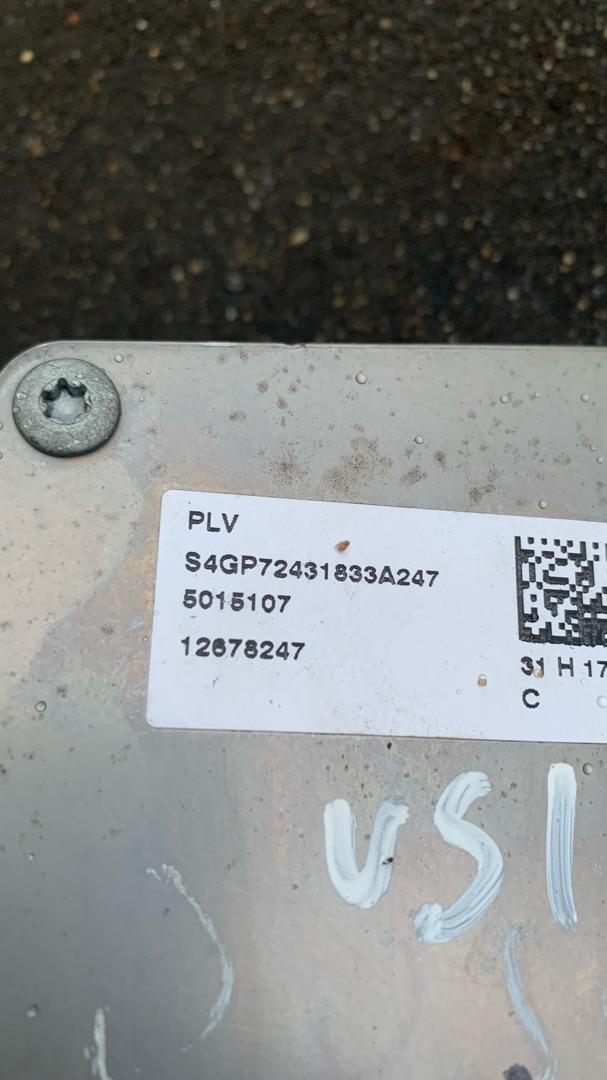 PLV
S4GP72431833A247
5015107
12678247
31 H 17
C
USI